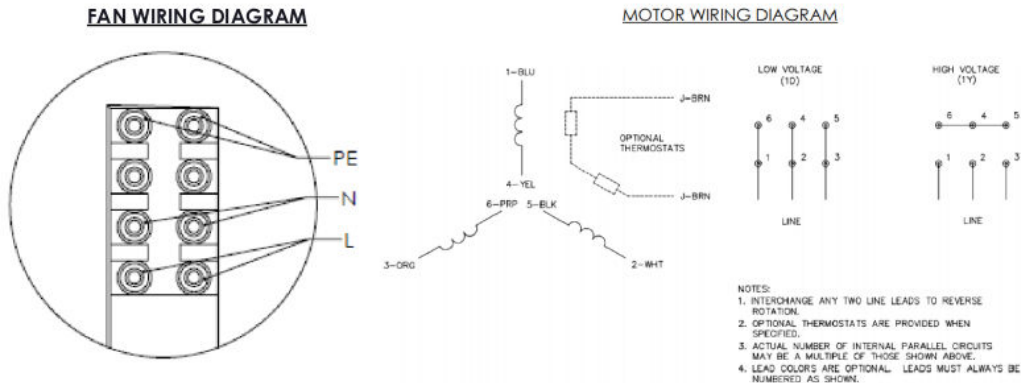 FAN WIRING DIAGRAM
PE
N
L
MOTOR WIRING DIAGRAM
1-BLU
J-BRN
OPTIONAL
THERMOSTATS
4-YEL
6-PRP 5-BLK
J-BRN
3-ORG
2-WHT
LOW VOLTAGE
(1D)
6 4 5
1 2 3
LINE
HIGH VOLTAGE
(1Y)
6 4 5
1 2 3
LINE
NOTES:
1. INTERCHANGE ANY TWO LINE LEADS TO REVERSE
ROTATION.
2. OPTIONAL THERMOSTATS ARE PROVIDED WHEN
SPECIFIED.
3. ACTUAL NUMBER OF INTERNAL PARALLEL CIRCUITS
MAY BE A MULTIPLE OF THOSE SHOWN ABOVE.
4. LEAD COLORS ARE OPTIONAL. LEADS MUST ALWAYS BE
NUMBERED AS SHOWN.